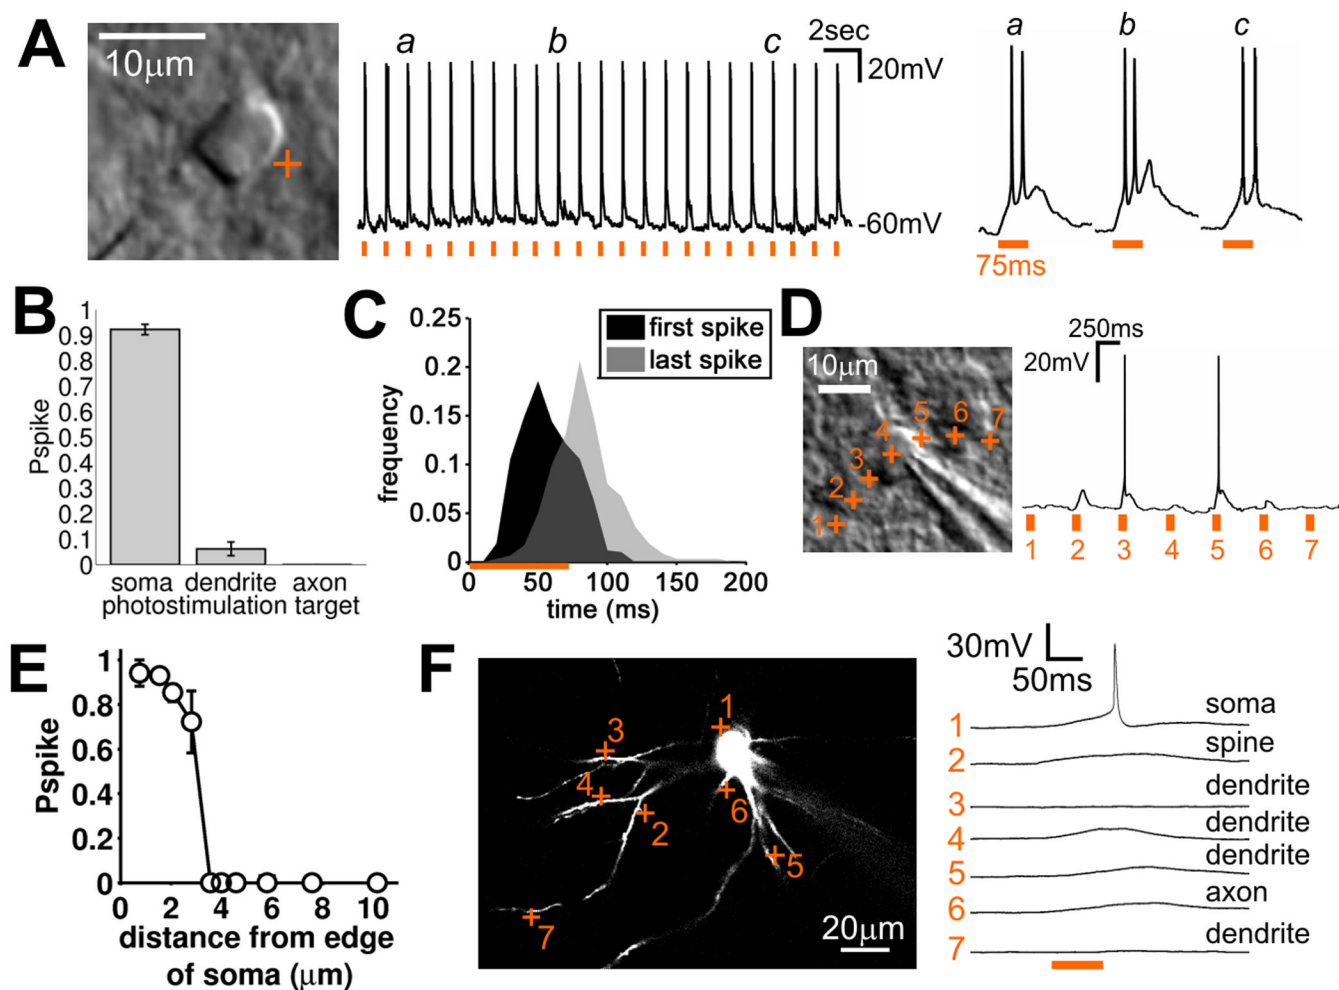 A
10μm
a b c
2sec
20mV
-60mV
a b c
75ms
B
Pspike
1
0.9
0.8
0.7
0.6
0.5
0.4
0.3
0.2
0.1
0
soma dendrite axon
photostimulation target
C
frequency
0.25
0.2
0.15
0.1
0.05
0
first spike
last spike
0 50 100 150 200
time (ms)
D
10μm
1 2 3 4 5 6 7
250ms
20mV
1 2 3 4 5 6 7
E
Pspike
1
0.8
0.6
0.4
0.2
0
0 2 4 6 8 10
distance from edge
of soma (μm)
F
1
3
4
2
6
5
7
20μm
30mV
50ms
1 soma
2 spine
3 dendrite
4 dendrite
5 dendrite
6 axon
7 dendrite